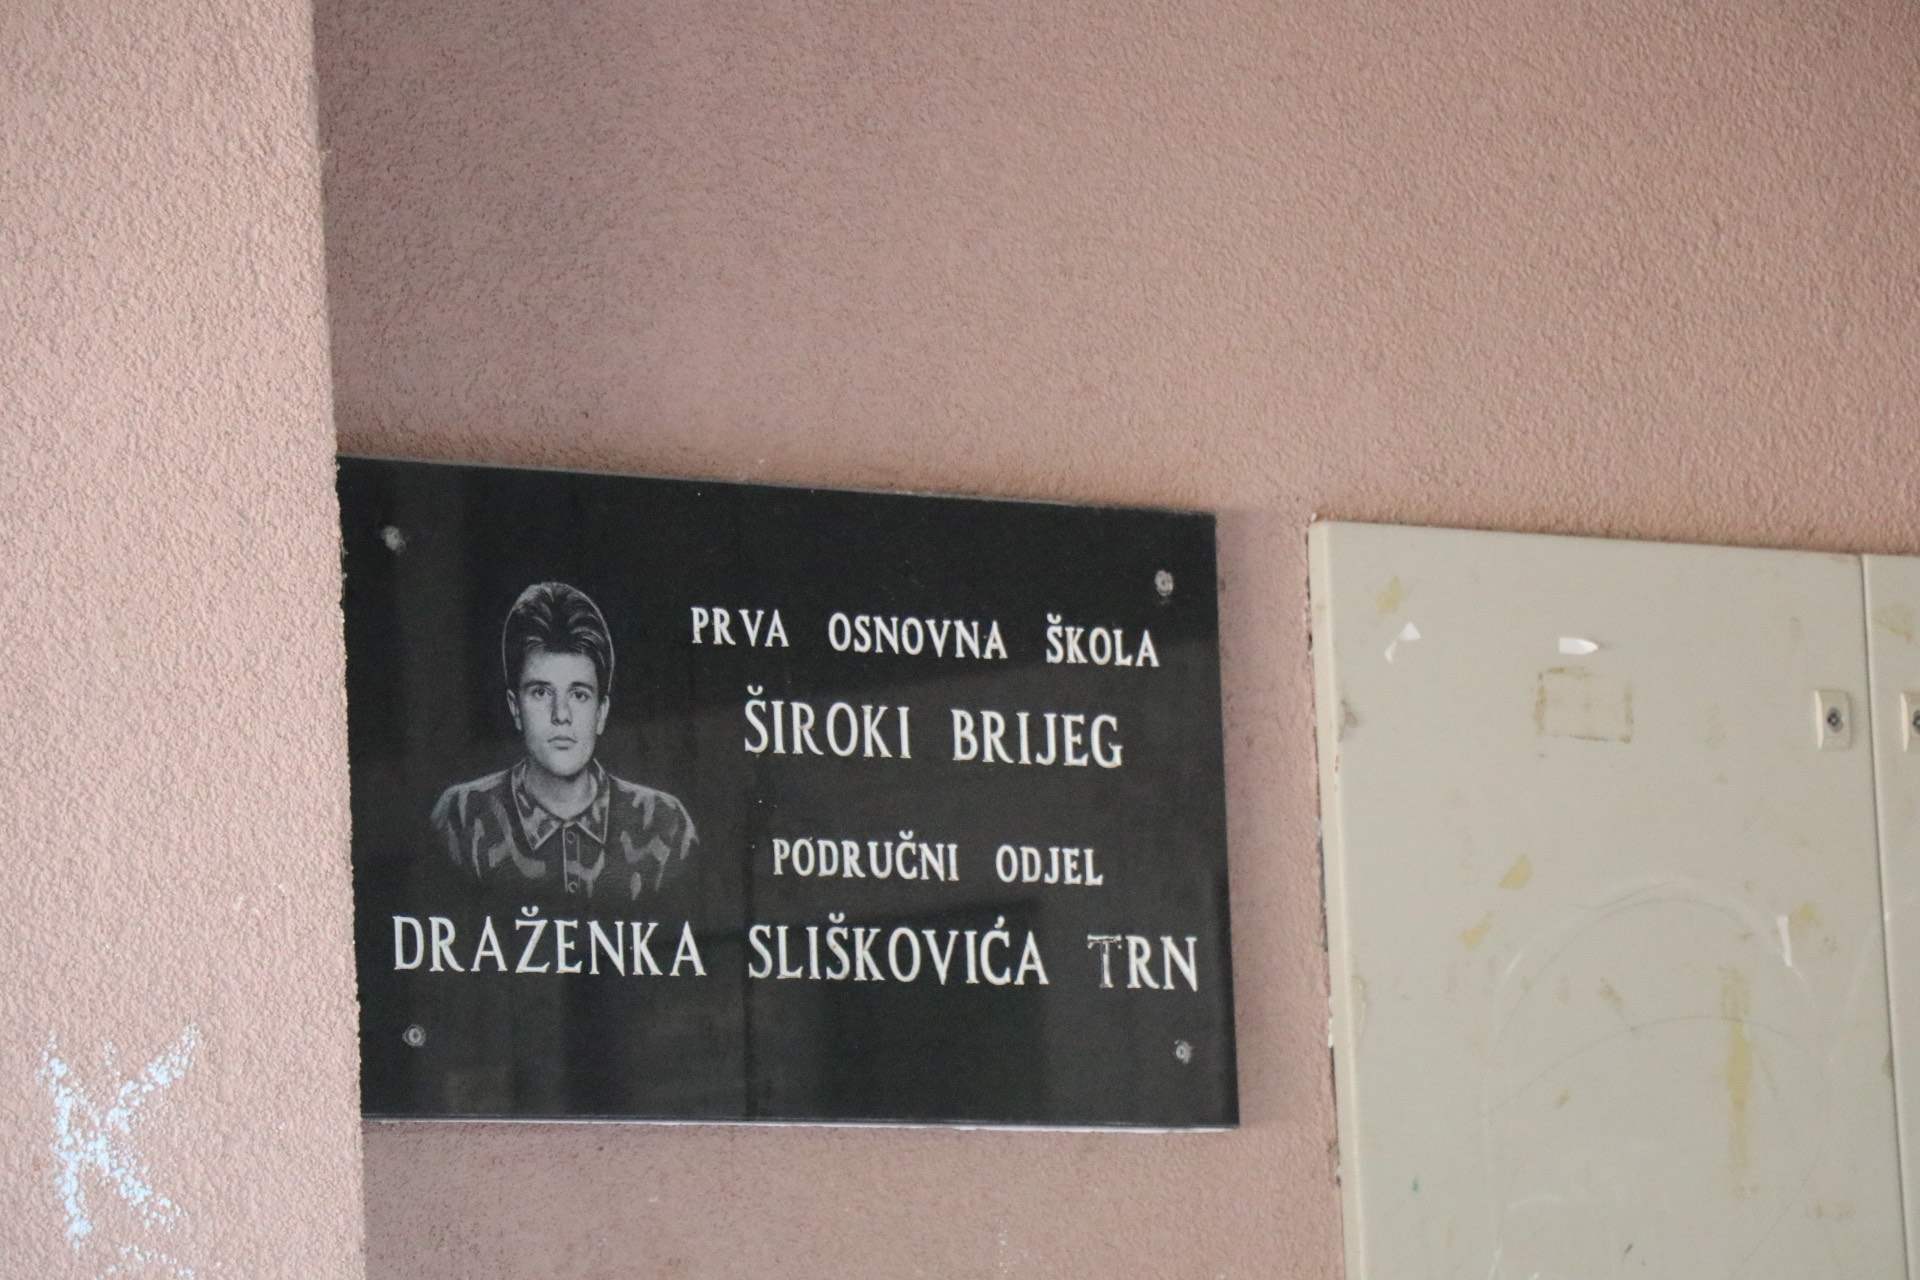 PRVA OSNOVNA ŠKOLA
ŠIROKI BRIJEG
PODRUČNI ODJEL
DRAŽENKA SLIŠKOVIĆA TRN
K